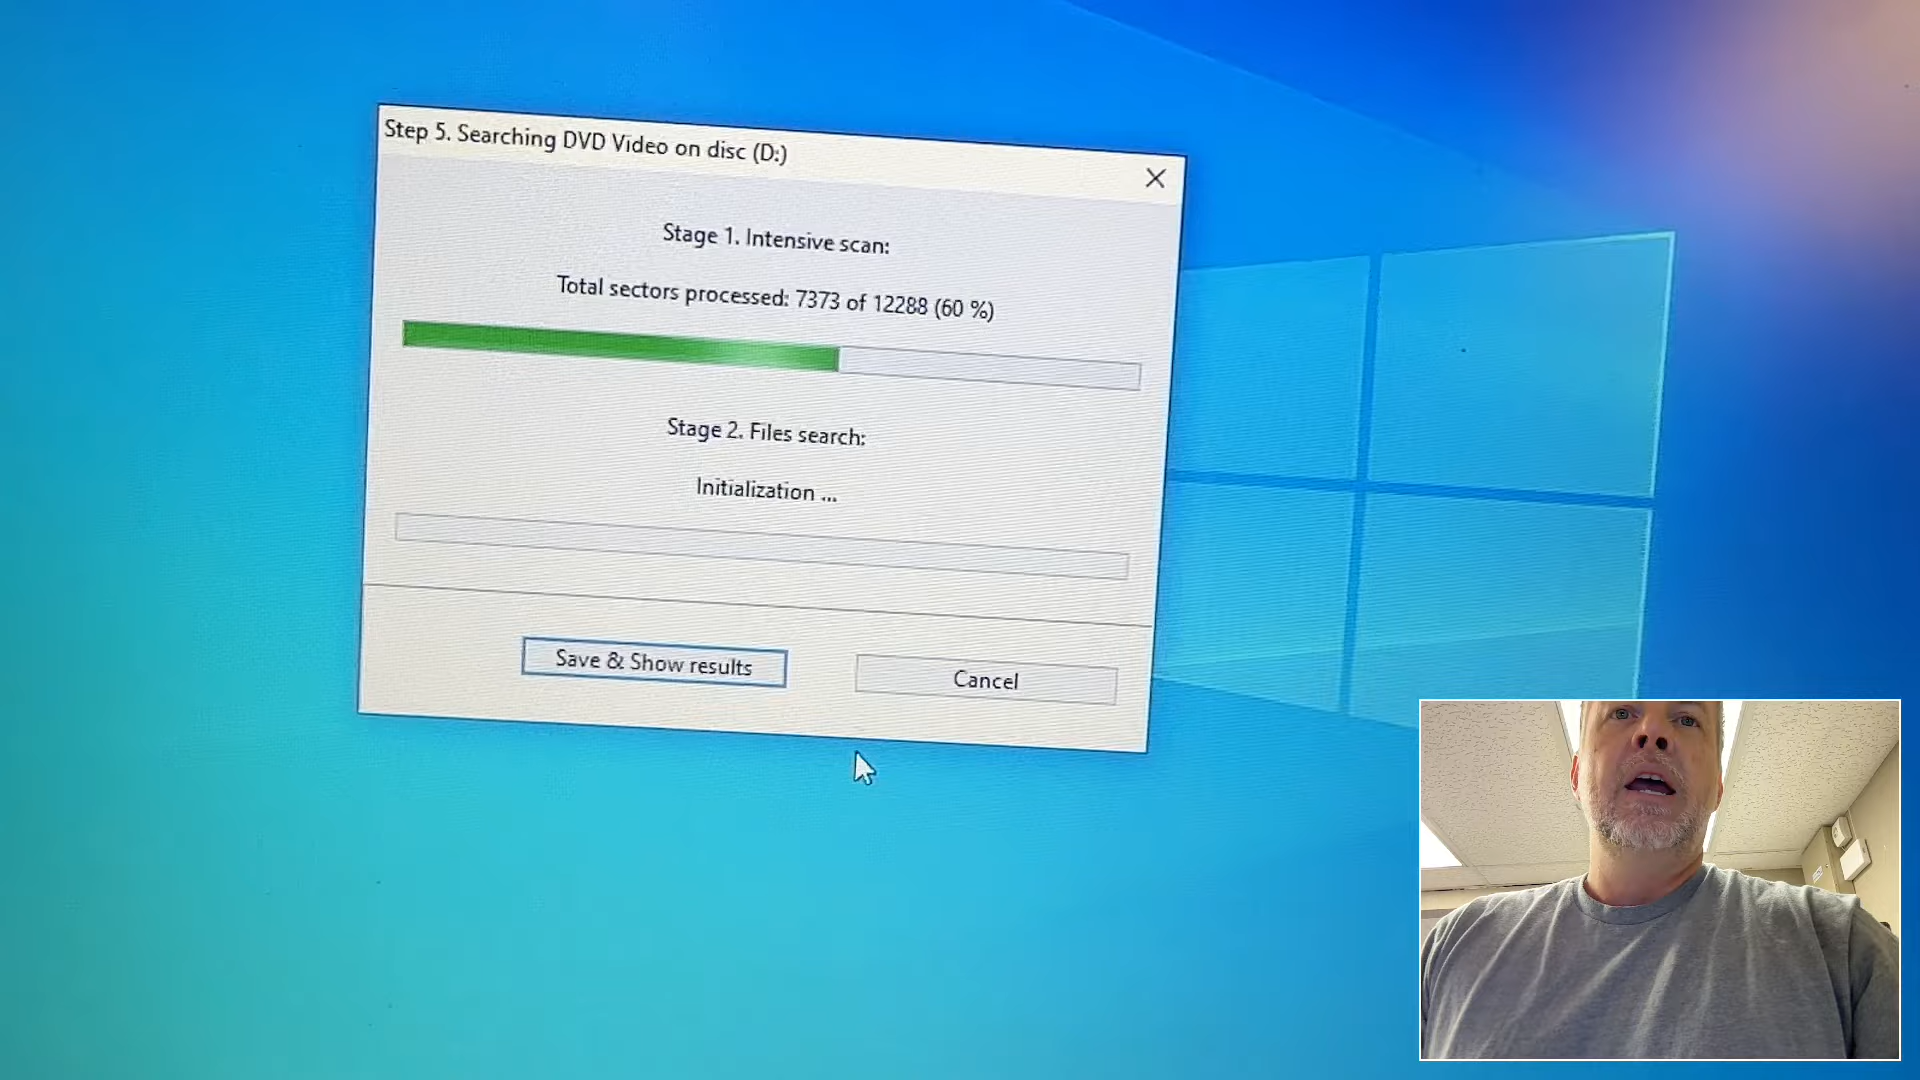 Step 5. Searching DVD Video on disc (D:)
Stage 1. Intensive scan:
Total sectors processed: 7373 of 12288 (60 %)
Stage 2. Files search:
Initialization ...
Save & Show results
Cancel